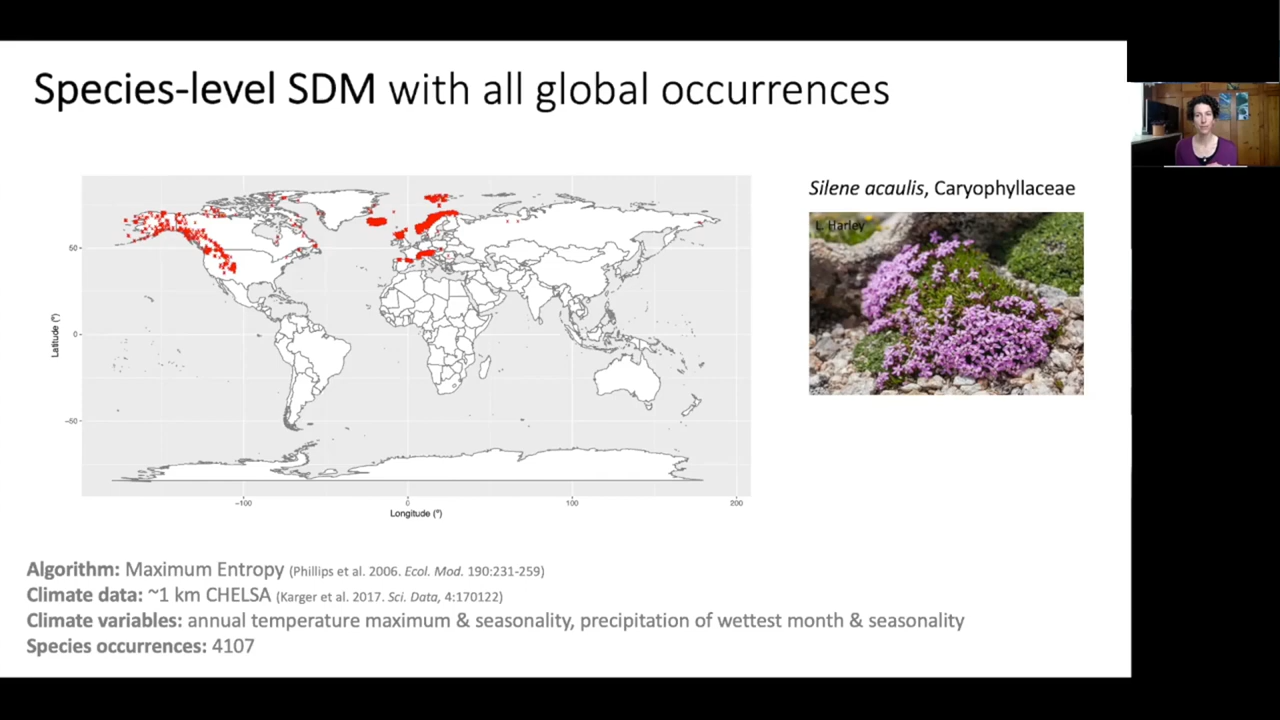 Species-level SDM with all global occurrences
Silene acaulis, Caryophyllaceae
L. Harley
50
0
−50
Latitude (°)
−100
0
100
200
Longitude (°)
Algorithm: Maximum Entropy (Phillips et al. 2006. Ecol. Mod. 190:231-259)
Climate data: ~1 km CHELSA (Karger et al. 2017. Sci. Data, 4:170122)
Climate variables: annual temperature maximum & seasonality, precipitation of wettest month & seasonality
Species occurrences: 4107